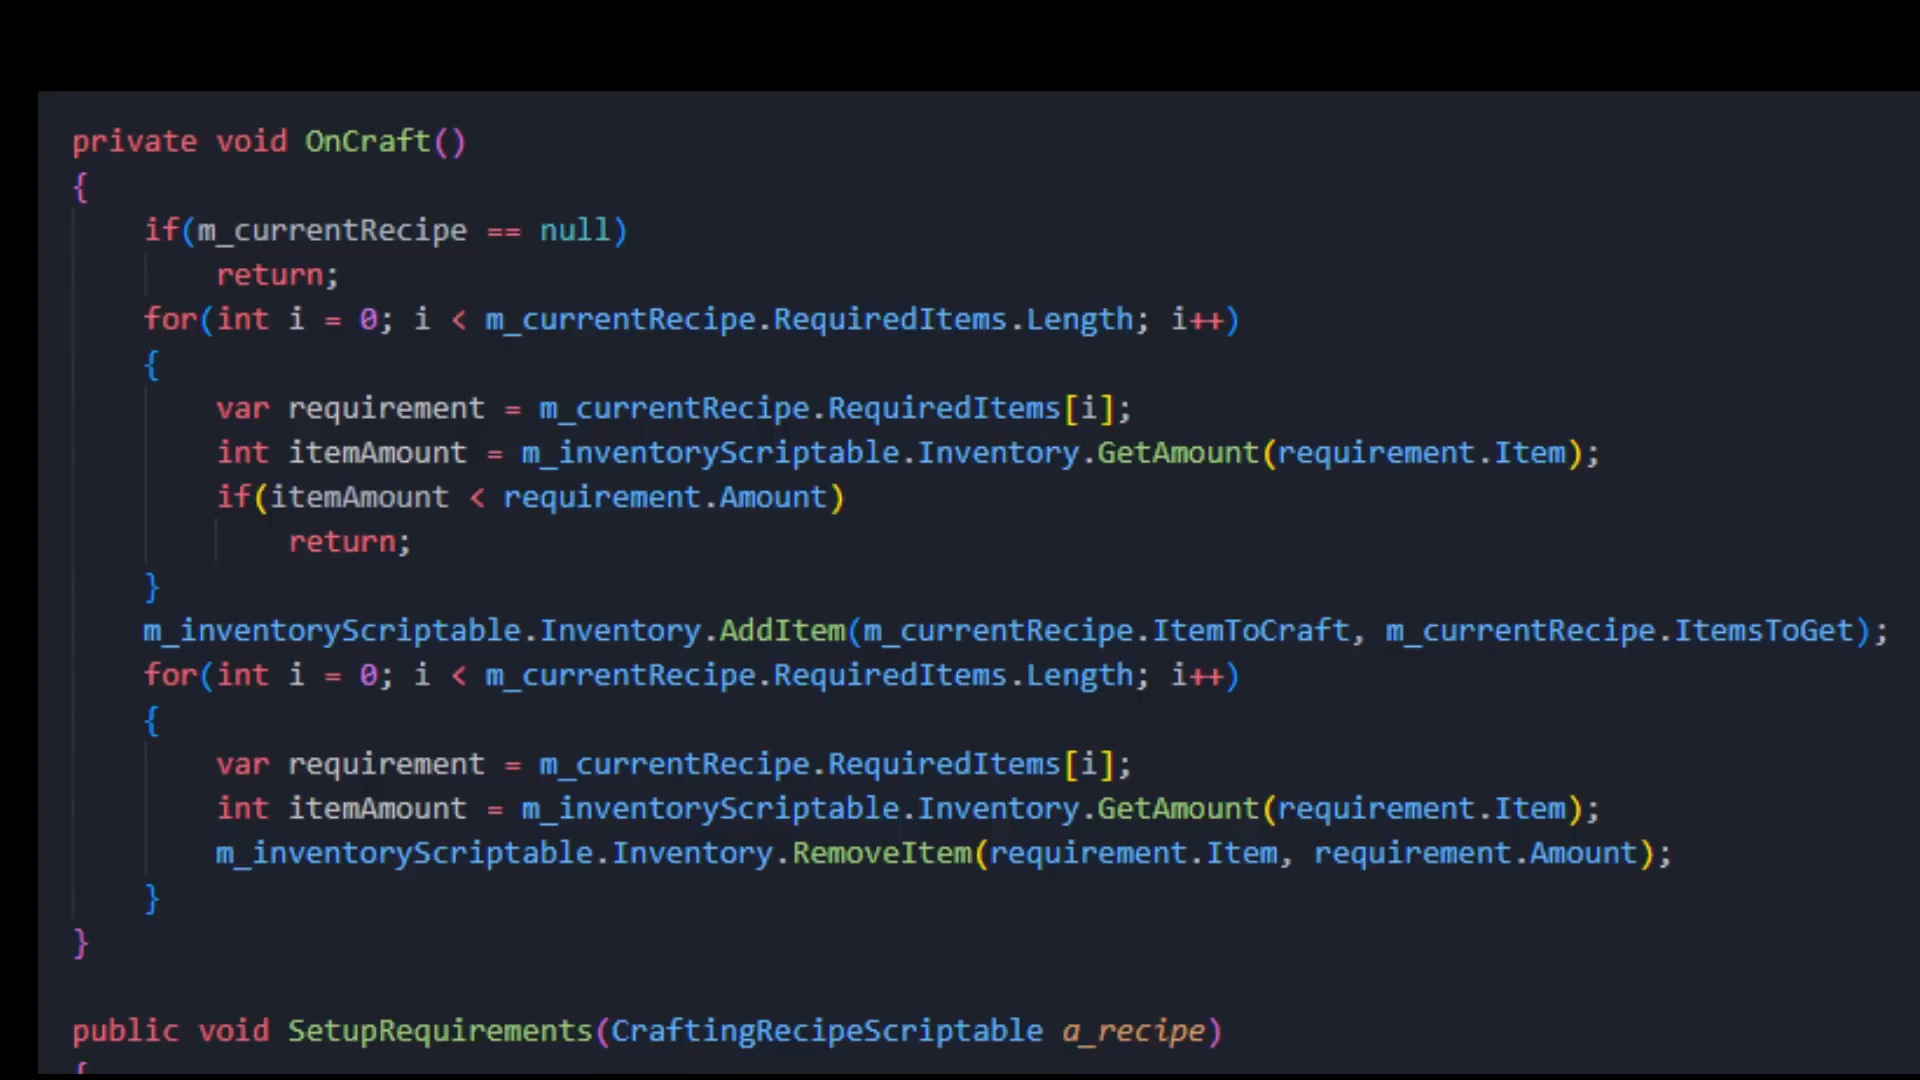 private void OnCraft()
{
if(m_currentRecipe == null)
return;
for(int i = 0; i < m_currentRecipe.RequiredItems.Length; i++)
{
var requirement = m_currentRecipe.RequiredItems[i];
int itemAmount = m_inventoryScriptable.Inventory.GetAmount(requirement.Item);
if(itemAmount < requirement.Amount)
return;
}
m_inventoryScriptable.Inventory.AddItem(m_currentRecipe.ItemToCraft, m_currentRecipe.ItemsToGet);
for(int i = 0; i < m_currentRecipe.RequiredItems.Length; i++)
{
var requirement = m_currentRecipe.RequiredItems[i];
int itemAmount = m_inventoryScriptable.Inventory.GetAmount(requirement.Item);
m_inventoryScriptable.Inventory.RemoveItem(requirement.Item, requirement.Amount);
}
}
public void SetupRequirements(CraftingRecipeScriptable a_recipe)
{